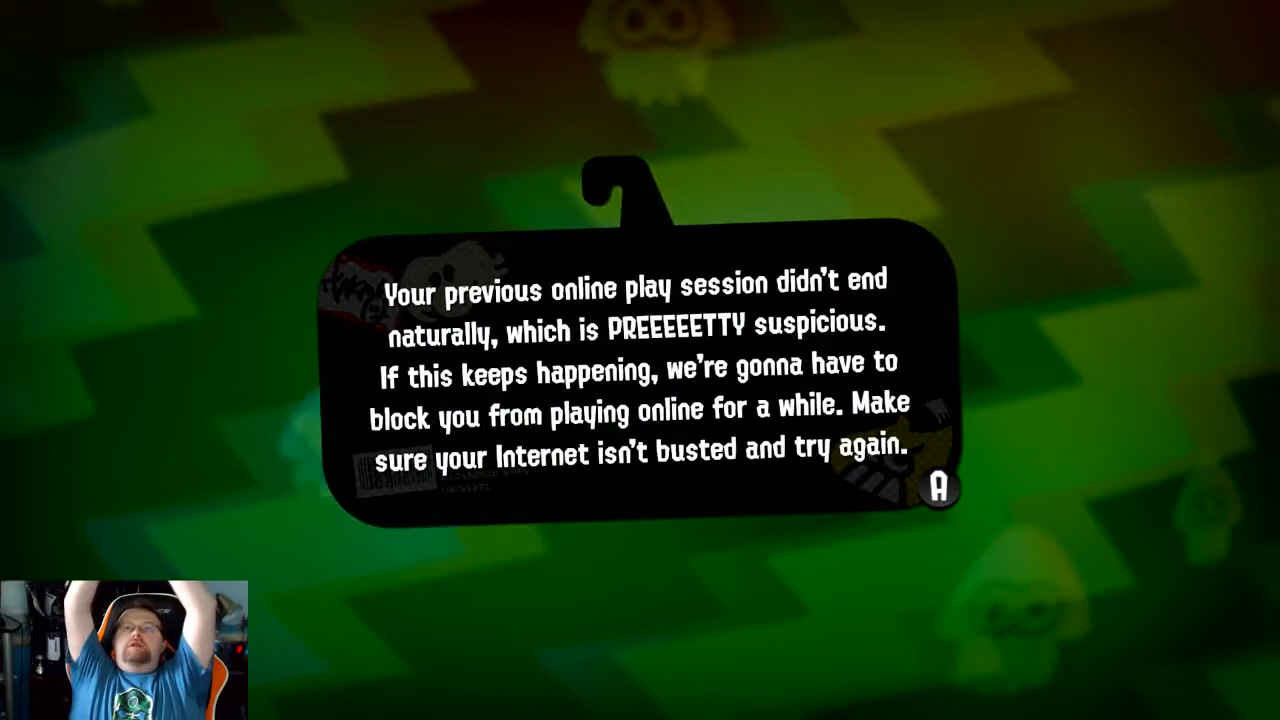 Your previous online play session didn't end
naturally, which is PREEEEETTY suspicious.
If this keeps happening, we're gonna have to
block you from playing online for a while. Make
sure your Internet isn't busted and try again.
A